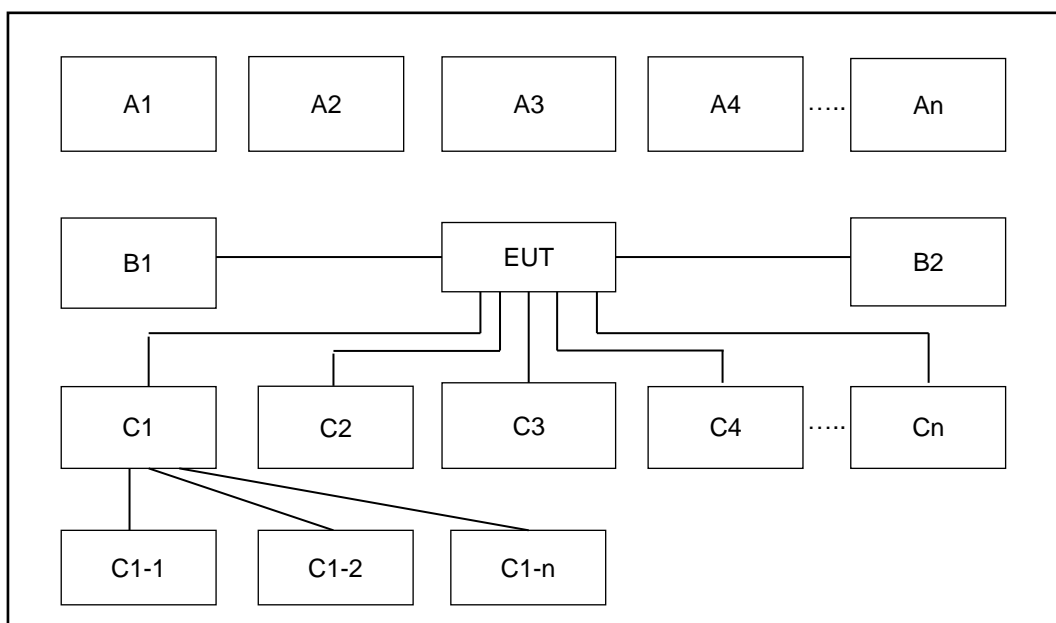 A1 A2 A3 A4 ..... An
B1 EUT B2
C1 C2 C3 C4 ..... Cn
C1-1 C1-2 C1-n